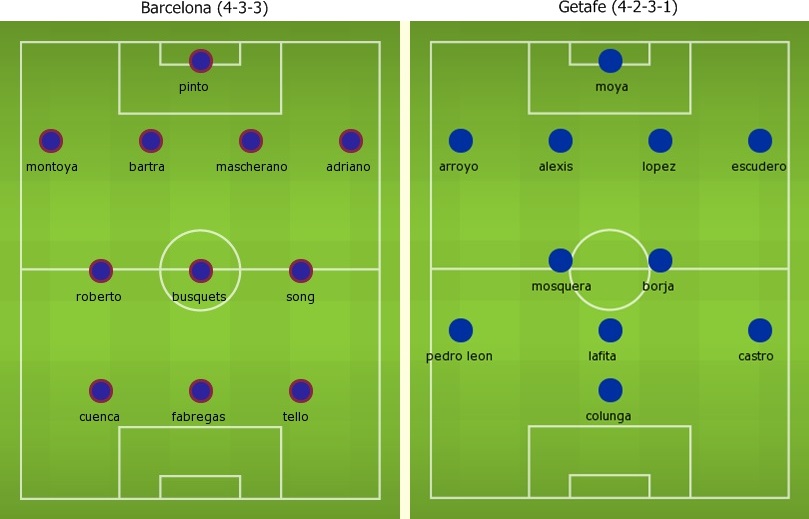 Barcelona (4-3-3)
pinto
montoya bartra mascherano adriano
roberto busquets song
cuenca fabregas tello
Getafe (4-2-3-1)
moya
arroyo alexis lopez escudero
mosquera borja
pedro leon lafita castro
colunga